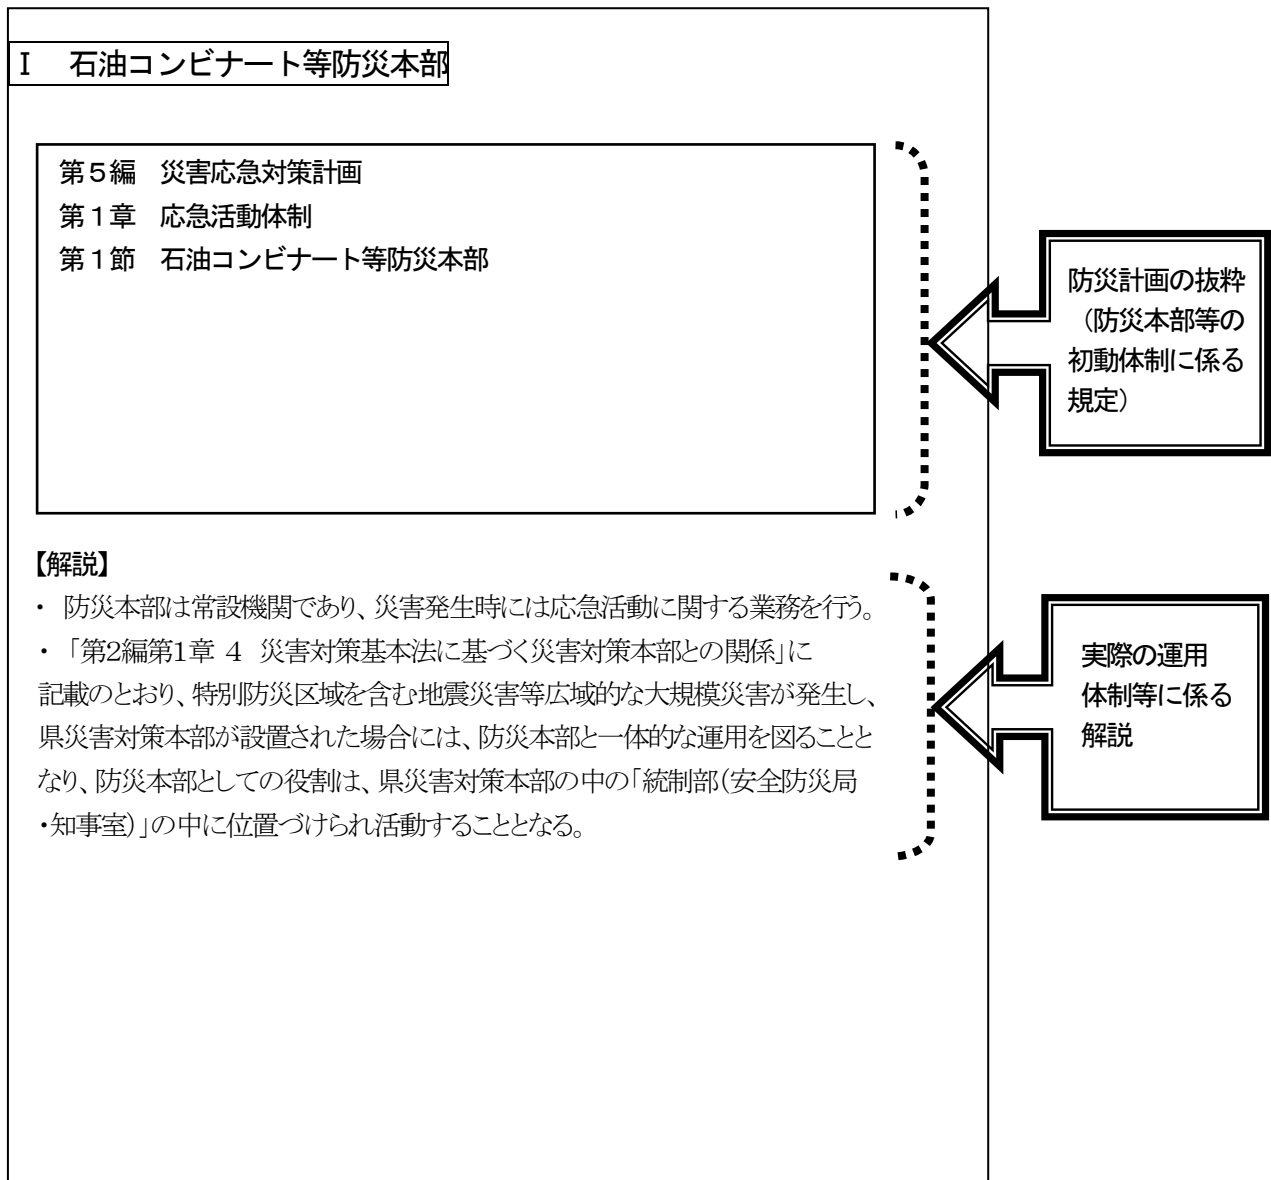 Ⅰ　石油コンビナート等防災本部
第５編　災害応急対策計画
第１章　応急活動体制
第１節　石油コンビナート等防災本部
防災計画の抜粋
（防災本部等の
初動体制に係る
規定）
【解説】
・ 防災本部は常設機関であり、災害発生時には応急活動に関する業務を行う。
・ 「第2編第1章 4　災害対策基本法に基づく災害対策本部との関係」に
記載のとおり、特別防災区域を含む地震災害等広域的な大規模災害が発生し、
県災害対策本部が設置された場合には、防災本部と一体的な運用を図ることと
なり、防災本部としての役割は、県災害対策本部の中の「統制部（安全防災局
・知事室）」の中に位置づけられ活動することとなる。
実際の運用
体制等に係る
解説